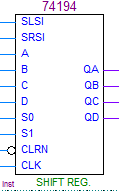 74194
SLSI
SRSI
A
B QA
C QB
D QC
S0 QD
S1
CLRN
CLK
inst SHIFT REG.